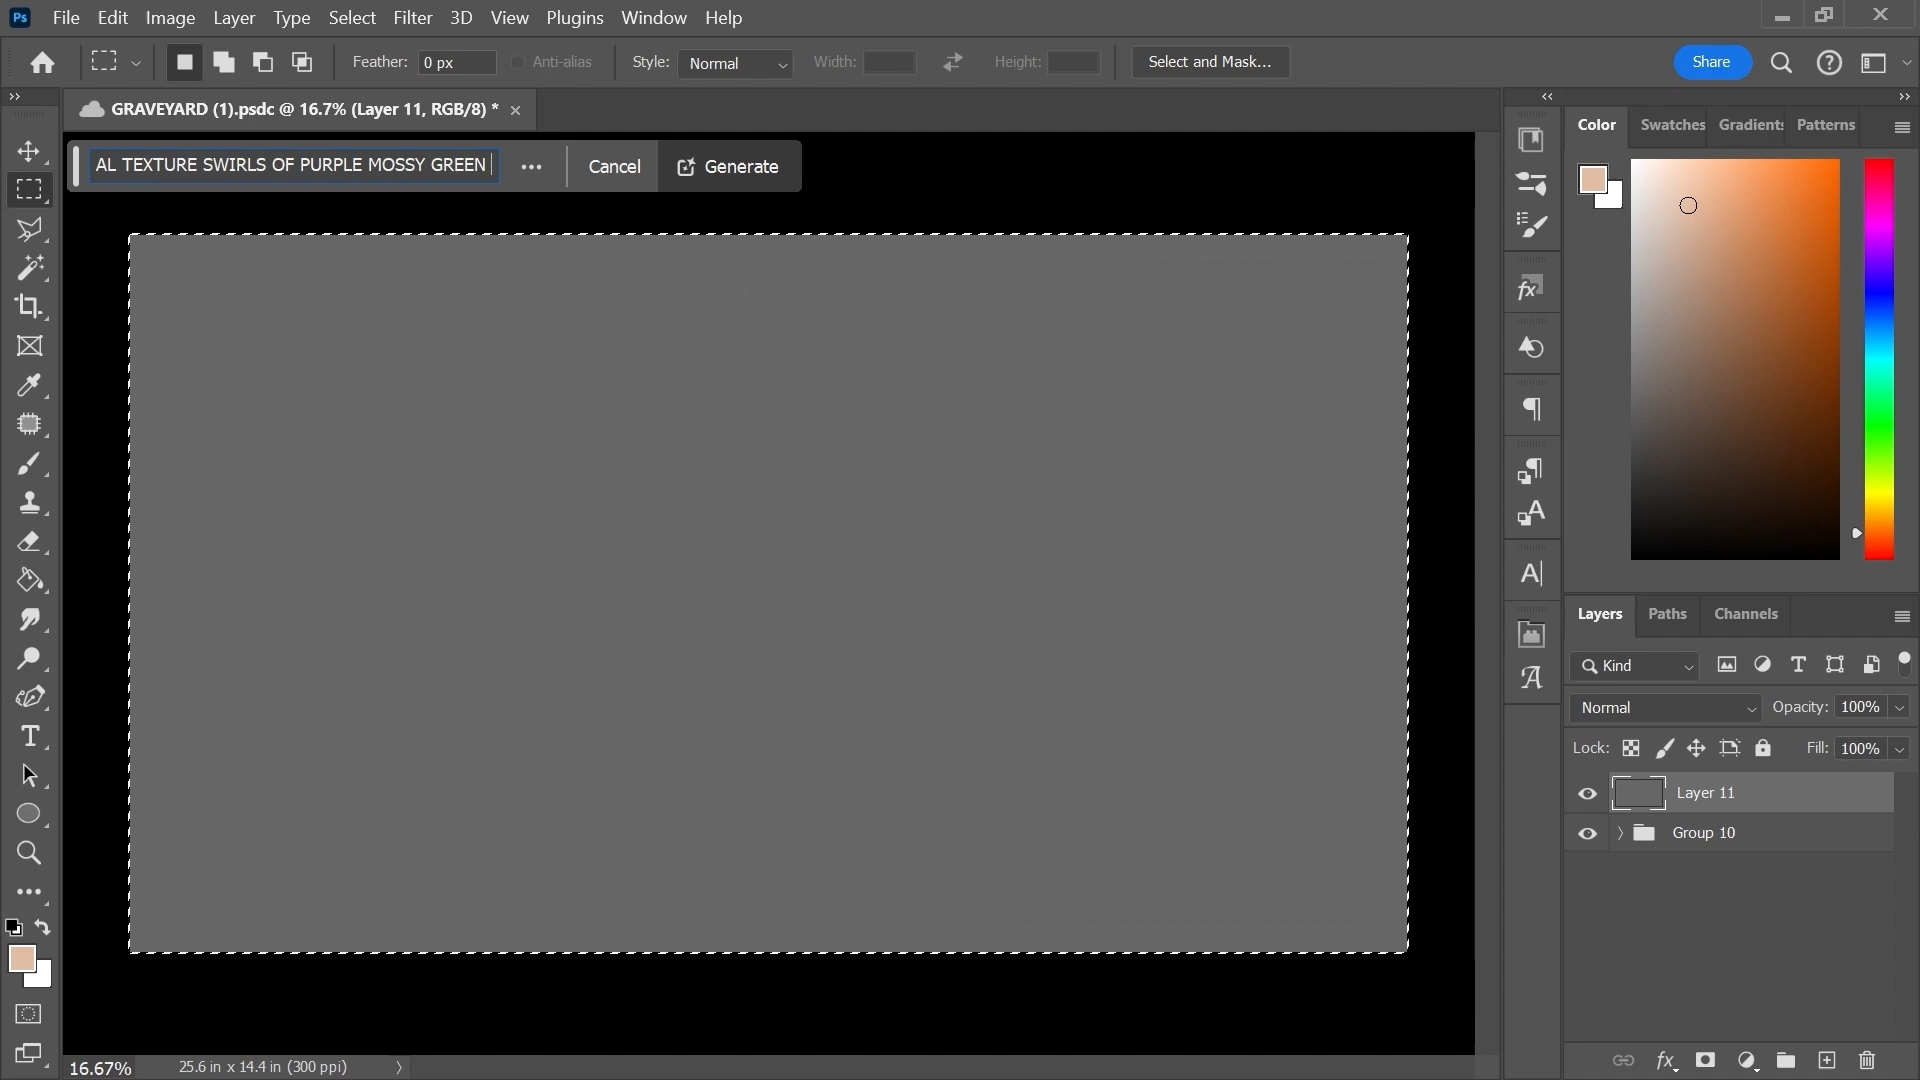 Ps File Edit Image Layer Type Select Filter 3D View Plugins Window Help
Feather: 0 px Anti-alias Style: Normal Width: Height: Select and Mask... Share
GRAVEYARD (1).psdc @ 16.7% (Layer 11, RGB/8) *
AL TEXTURE SWIRLS OF PURPLE MOSSY GREEN
Cancel Generate
Color Swatches Gradients Patterns
Layers Paths Channels
Kind
Normal Opacity: 100%
Lock: Fill: 100%
Layer 11
Group 10
16.67% 25.6 in x 14.4 in (300 ppi)